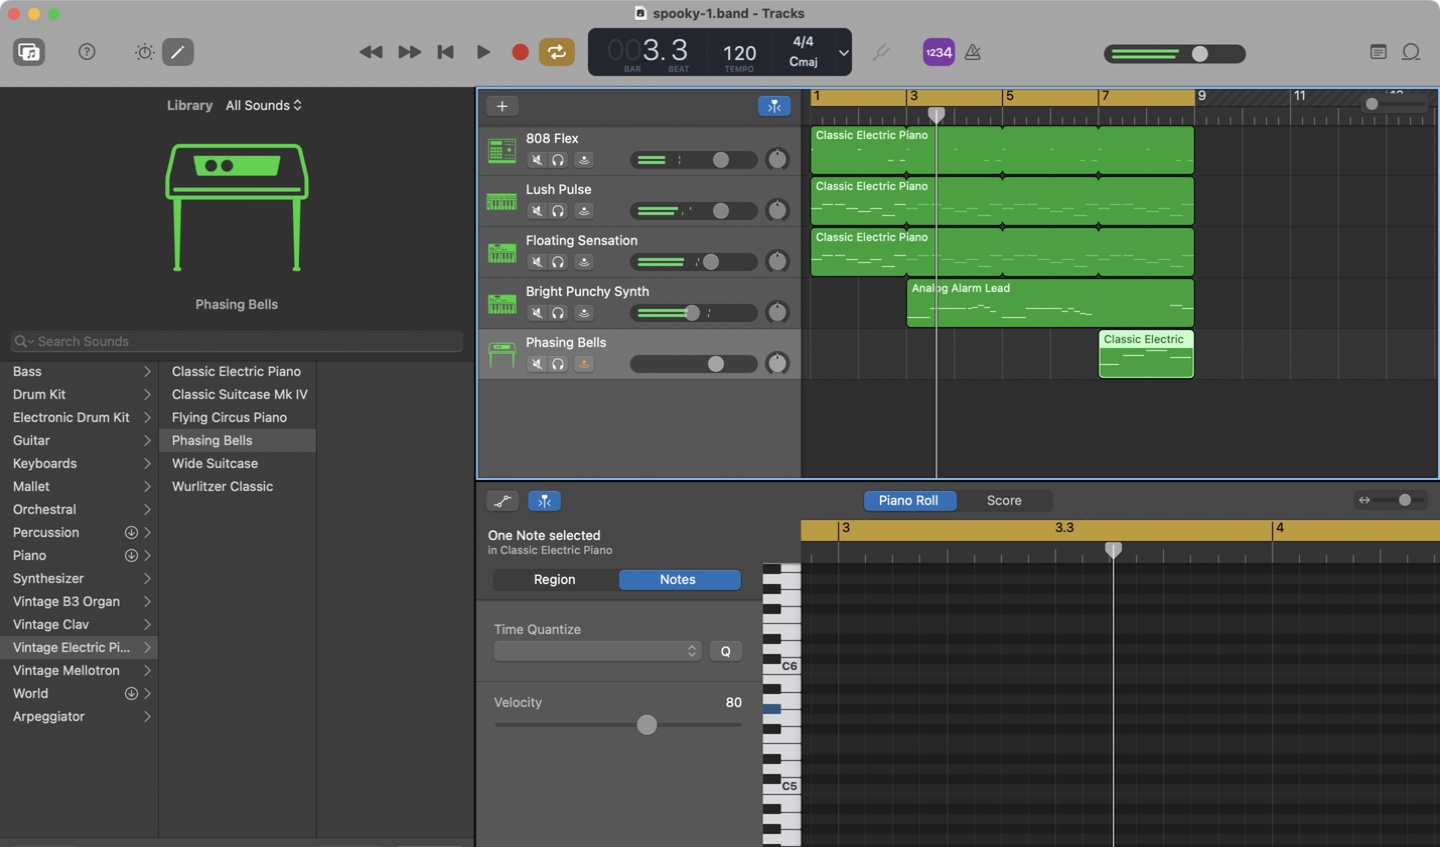 spooky-1.band - Tracks
003.3
BAR
BEAT
120
TEMPO
4/4
Cmaj
1234
Library
All Sounds
Phasing Bells
Search Sounds
Bass
Drum Kit
Electronic Drum Kit
Guitar
Keyboards
Mallet
Orchestral
Percussion
Piano
Synthesizer
Vintage B3 Organ
Vintage Clav
Vintage Electric Pi...
Vintage Mellotron
World
Arpeggiator
Classic Electric Piano
Classic Suitcase Mk IV
Flying Circus Piano
Phasing Bells
Wide Suitcase
Wurlitzer Classic
1
3
5
7
9
11
808 Flex
Lush Pulse
Floating Sensation
Bright Punchy Synth
Phasing Bells
Classic Electric Piano
Classic Electric Piano
Classic Electric Piano
Analog Alarm Lead
Classic Electric
Piano Roll
Score
One Note selected
in Classic Electric Piano
Region
Notes
Time Quantize
Q
Velocity
80
3
3.3
4
C6
C5